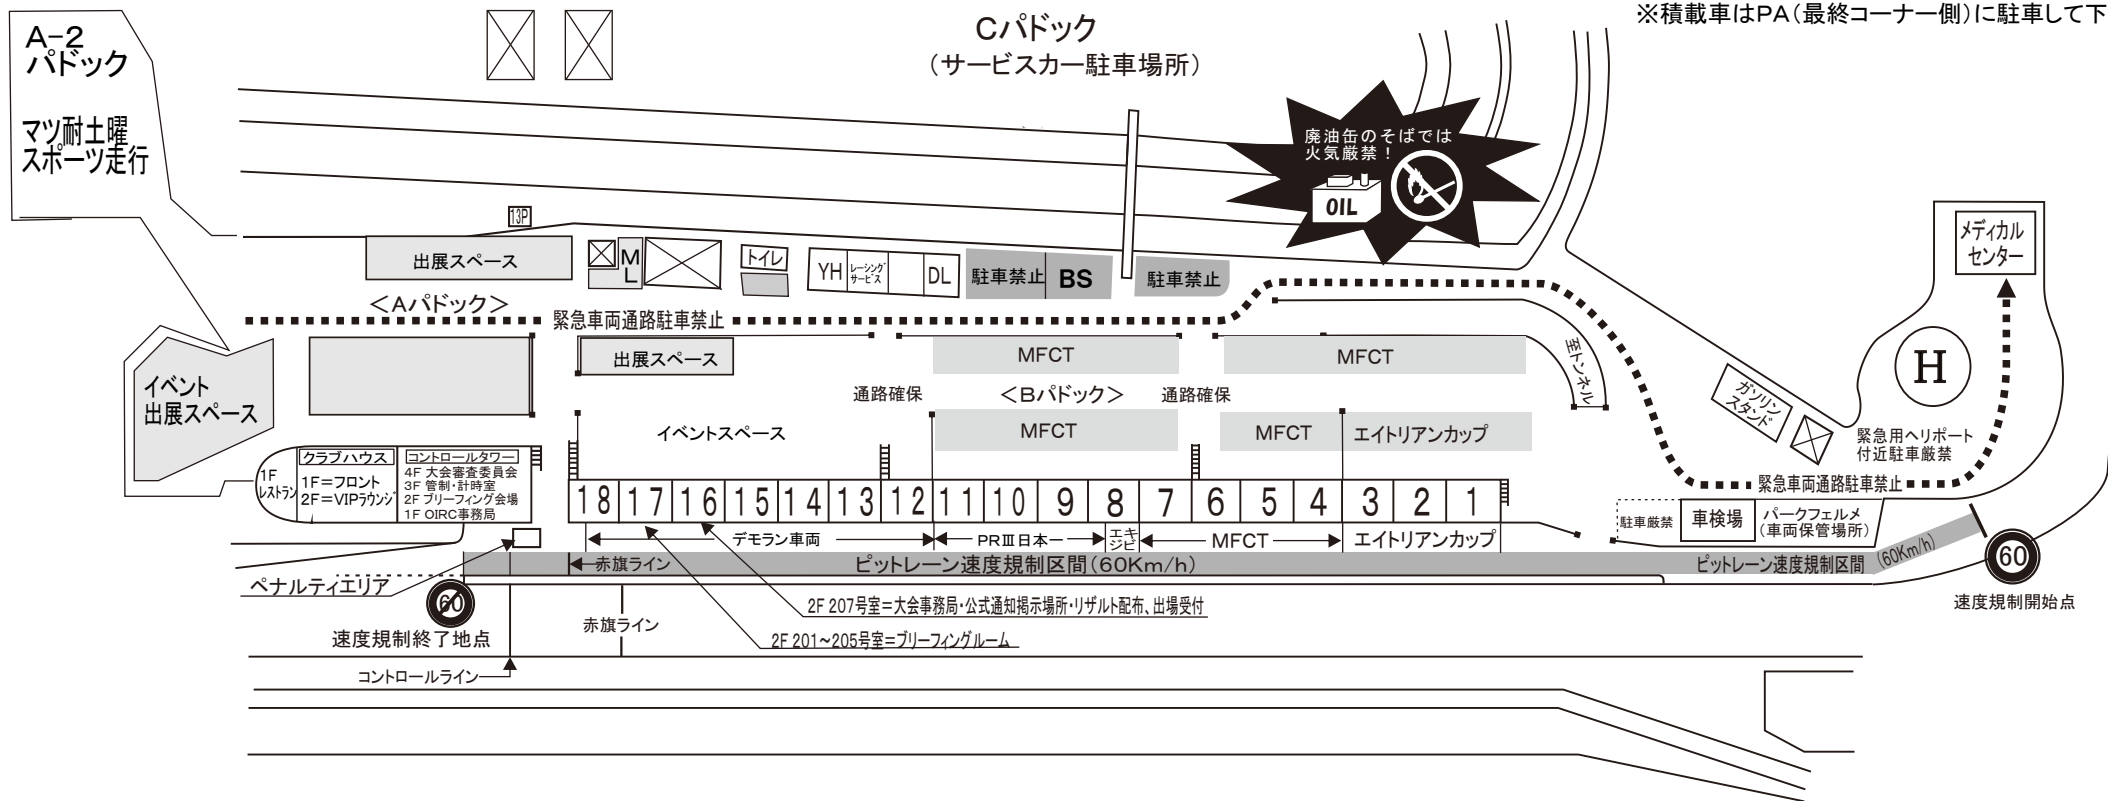 ※積載車はPA（最終コーナー側）に駐車して下
A-2
パドック
マツ耐土曜
スポーツ走行
Cパドック
（サービスカー駐車場所）
廃油缶のそばでは
火気厳禁！
OIL
13P
出展スペース
M
L
トイレ
YH
レーシング
サービス
DL
駐車禁止
BS
駐車禁止
メディカル
センター
＜Aパドック＞
緊急車両通路駐車禁止
出展スペース
MFCT
MFCT
至トンネル
H
イベント
出展スペース
通路確保
＜Bパドック＞
通路確保
ガソリン
スタンド
イベントスペース
MFCT
MFCT
エイトリアンカップ
緊急用ヘリポート
付近駐車厳禁
1F
レストラン
クラブハウス
1F=フロント
2F=VIPラウンジ
コントロールタワー
4F 大会審査委員会
3F 管制・計時室
2F ブリーフィング会場
1F OIRC事務局
18 17 16 15 14 13 12 11 10 9 8 7 6 5 4 3 2 1
緊急車両通路駐車禁止
駐車厳禁
車検場
パークフェルメ
（車両保管場所）
デモラン車両
PRⅢ日本一
エキ
ジビ
MFCT
エイトリアンカップ
赤旗ライン
ピットレーン速度規制区間（60Km/h）
ピットレーン速度規制区間
（60Km/h）
60
速度規制開始点
ペナルティエリア
60
速度規制終了地点
赤旗ライン
2F 207号室＝大会事務局・公式通知掲示場所・リザルト配布、出場受付
2F 201～205号室＝ブリーフィングルーム
コントロールライン